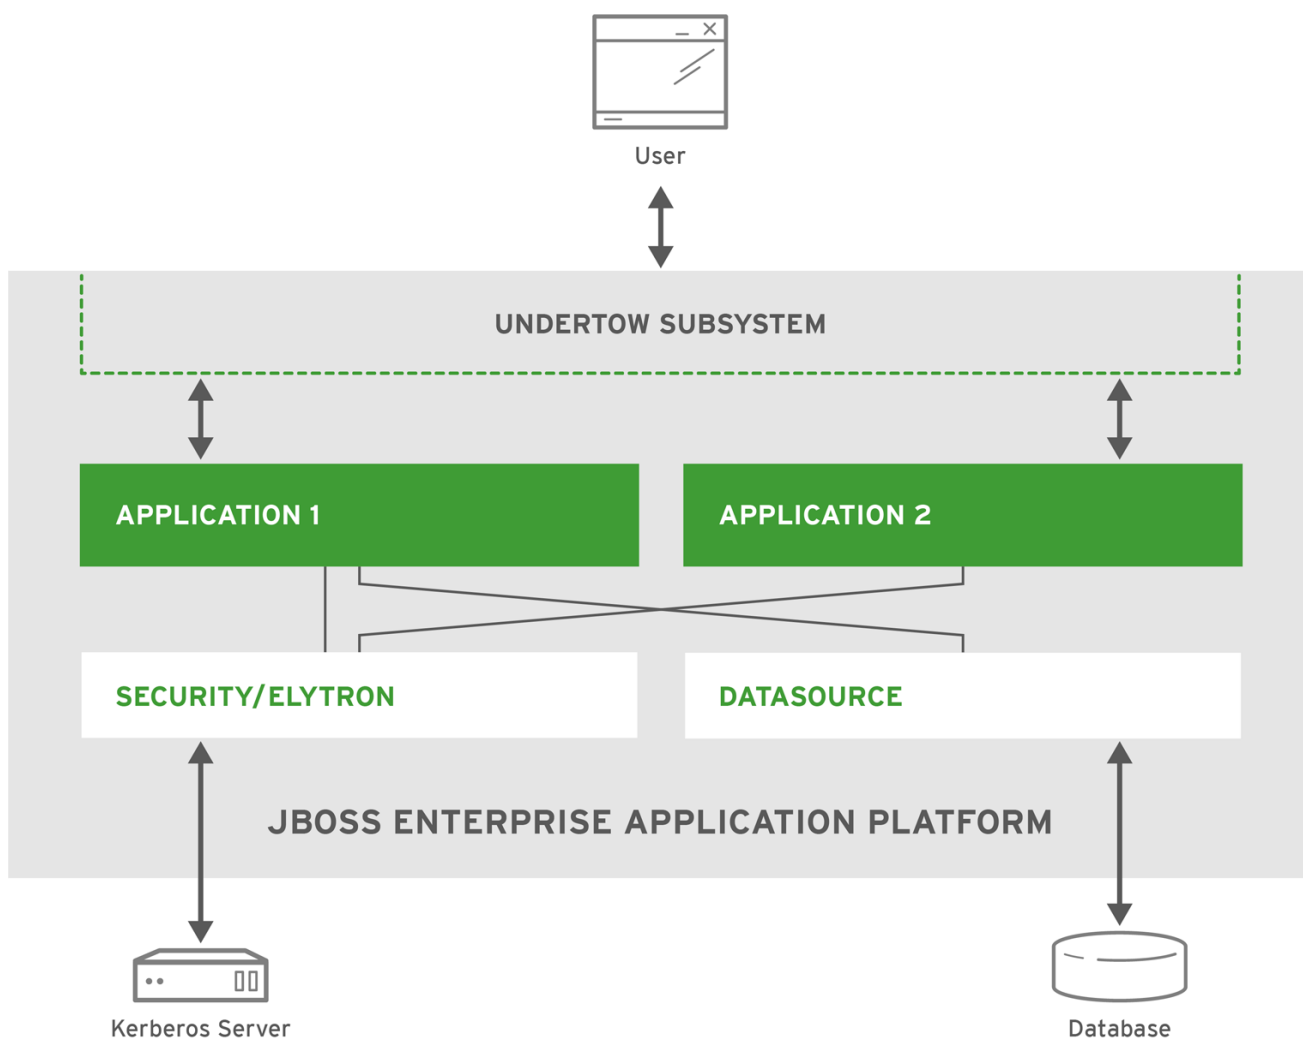 User
UNDERTOW SUBSYSTEM
APPLICATION 1
APPLICATION 2
SECURITY/ELYTRON
DATASOURCE
JBOSS ENTERPRISE APPLICATION PLATFORM
Kerberos Server
Database